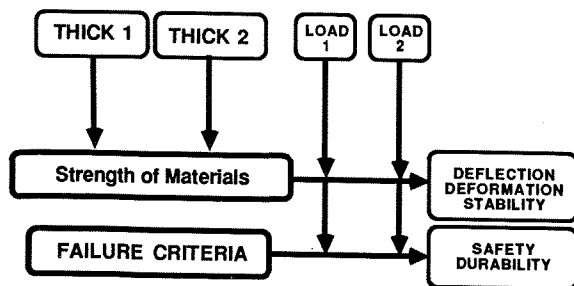 THICK 1
THICK 2
LOAD
1
LOAD
2
Strength of Materials
DEFLECTION
DEFORMATION
STABILITY
FAILURE CRITERIA
SAFETY
DURABILITY